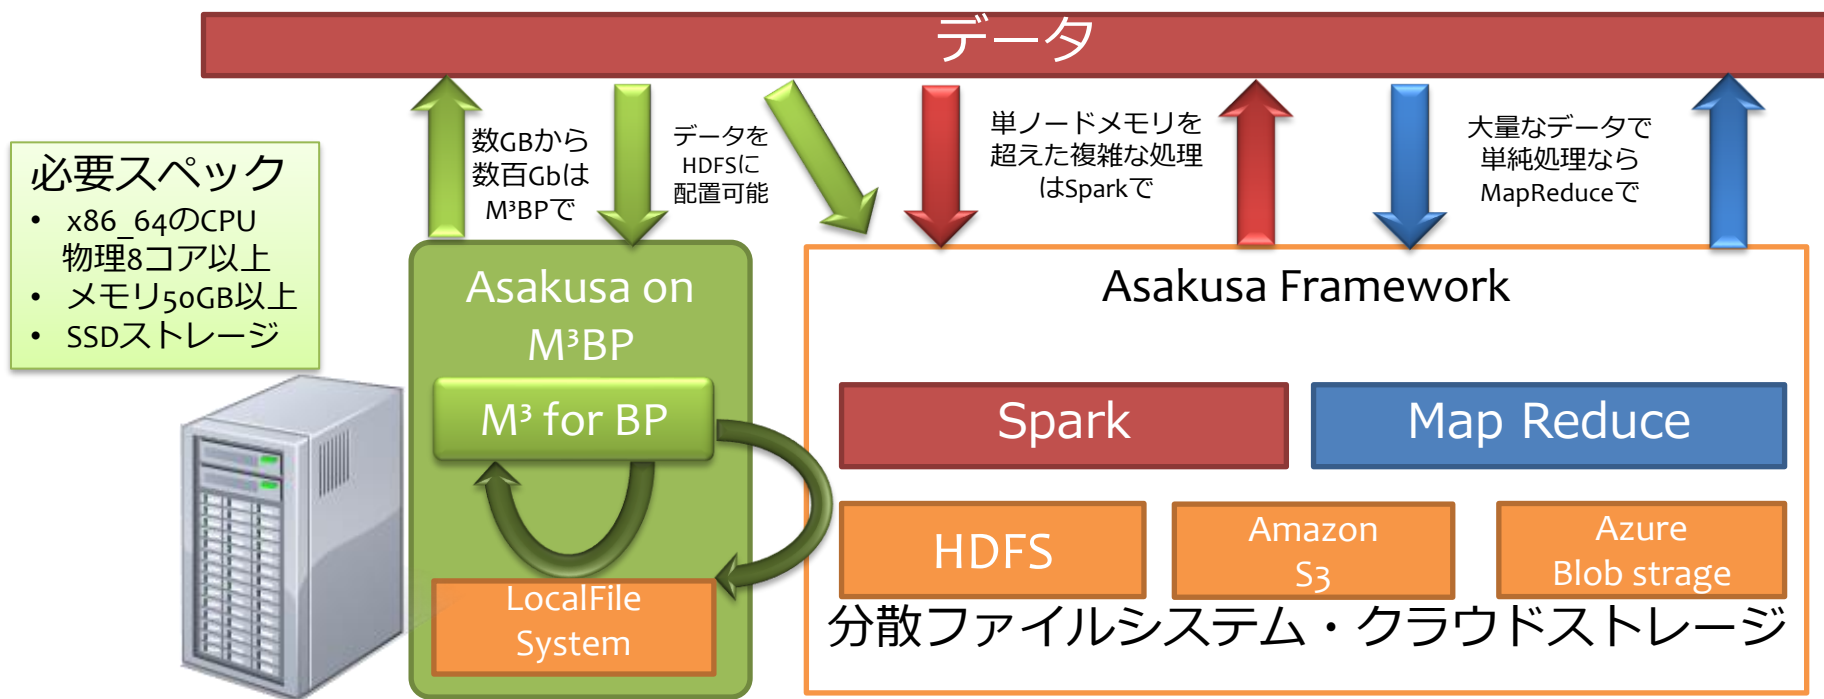 データ
数GBから
数百Gbは
M³BPで
データを
HDFSに
配置可能
単ノードメモリを
超えた複雑な処理
はSparkで
大量なデータで
単純処理なら
MapReduceで
必要スペック
• x86_64のCPU
物理8コア以上
• メモリ50GB以上
• SSDストレージ
Asakusa on
M³BP
M³ for BP
LocalFile
System
Asakusa Framework
Spark
Map Reduce
HDFS
Amazon
S3
Azure
Blob strage
分散ファイルシステム・クラウドストレージ